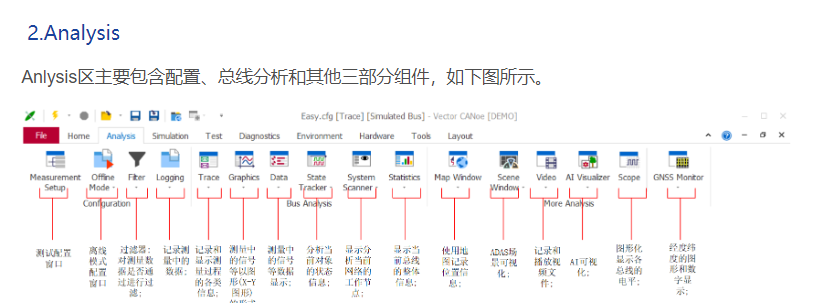 2.Analysis
Anlysis区主要包含配置、总线分析和其他三部分组件，如下图所示。
Easy.cfg [Trace] [Simulated Bus] - Vector CANoe [DEMO]
File Home Analysis Simulation Test Diagnostics Environment Hardware Tools Layout
Measurement Offline Filter Logging Trace Graphics Data State System Statistics Map Window Scene Video AI Visualizer Scope GNSS Monitor
Setup Mode Tracker Scanner Window
Configuration Bus Analysis More Analysis
测试配置
窗口
离线
模式
配置
窗口
过滤器：
对测量数
据是否通
过进行过
滤；
记录测
量中的
数据；
记录和
显示测
量过程
的各类
信息；
测量中
的信号
等以图
形(X-Y
图形)
测量中
的信号
等数据
显示；
分析当
前对象
的状态
信息；
显示分
析当前
网络的
工作节
点；
显示当
前总线
的整体
信息；
使用地
图记录
位置信
息；
ADAS场
景可视
化；
记录和
播放视
频文
件；
AI可视
化；
图形化
显示各
总线的
电平；
经度纬
度的图
形和数
字显
示；